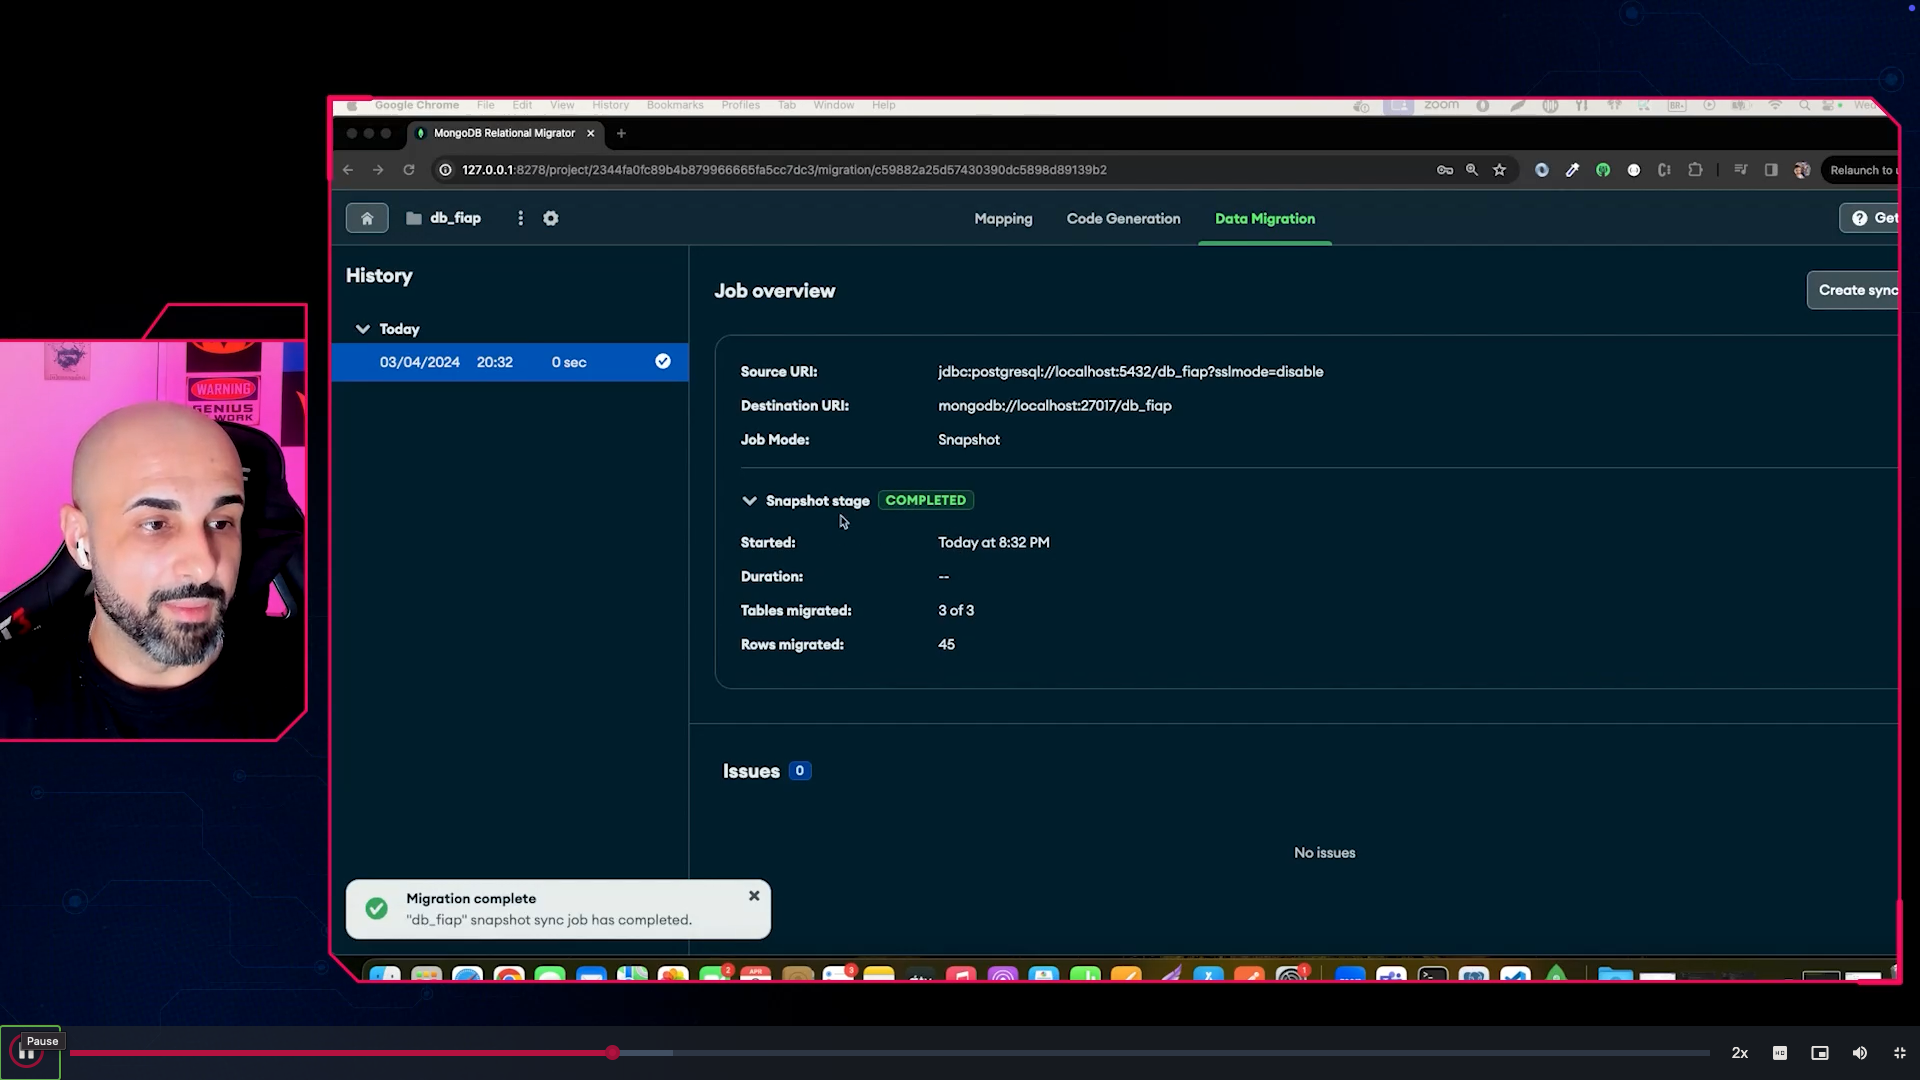 Google Chrome File Edit View History Bookmarks Profiles Tab Window Help zoom
MongoDB Relational Migrator
127.0.0.1:8278/project/2344fa0fc89b4b879966665fa5cc7dc3/migration/c59882a25d57430390dc5898d89139b2
Relaunch to u
db_fiap
Mapping Code Generation Data Migration
Get
History
Today
03/04/2024 20:32 0 sec
Job overview
Create sync
Source URI: jdbc:postgresql://localhost:5432/db_fiap?sslmode=disable
Destination URI: mongodb://localhost:27017/db_fiap
Job Mode: Snapshot
Snapshot stage COMPLETED
Started: Today at 8:32 PM
Duration: --
Tables migrated: 3 of 3
Rows migrated: 45
Issues 0
No issues
Migration complete
"db_fiap" snapshot sync job has completed.
WARNING
GENIUS
WORK
Pause
2x